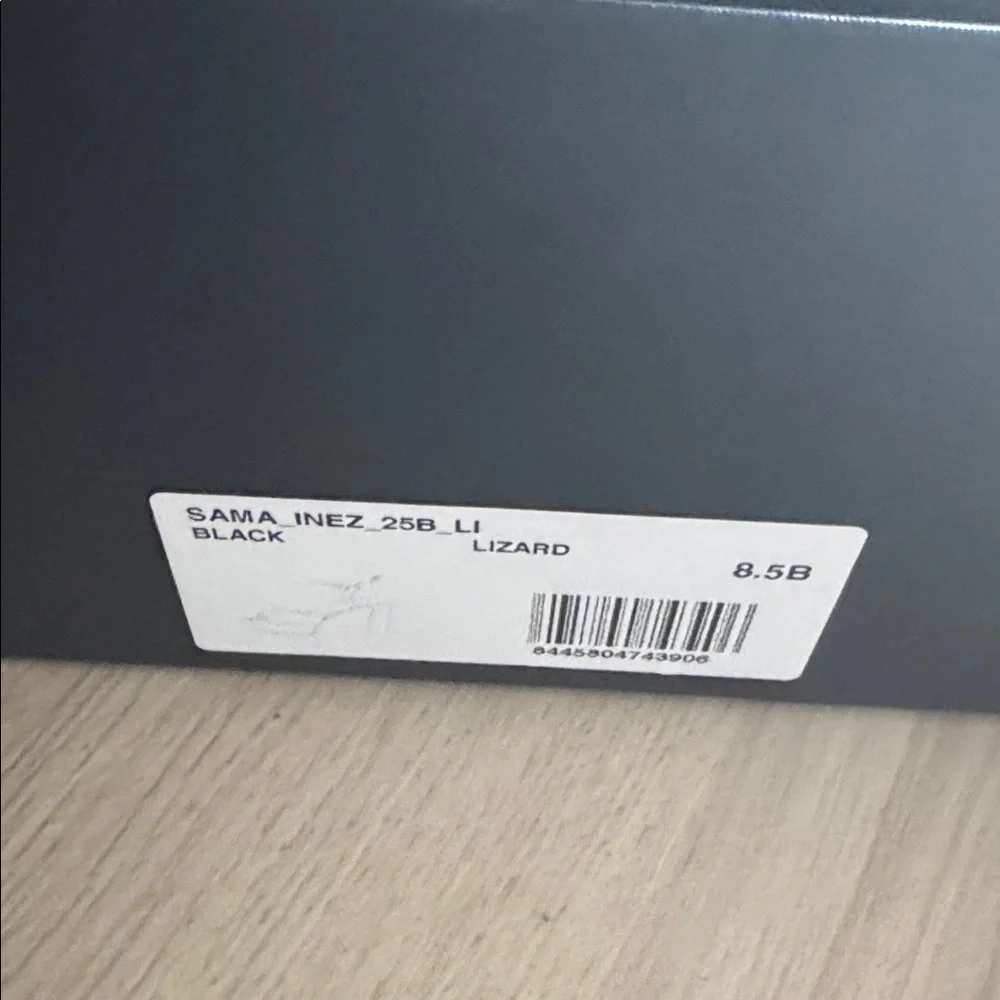 SAMA_INEZ_25B_LI
BLACK LIZARD
8.5B
8445804743906